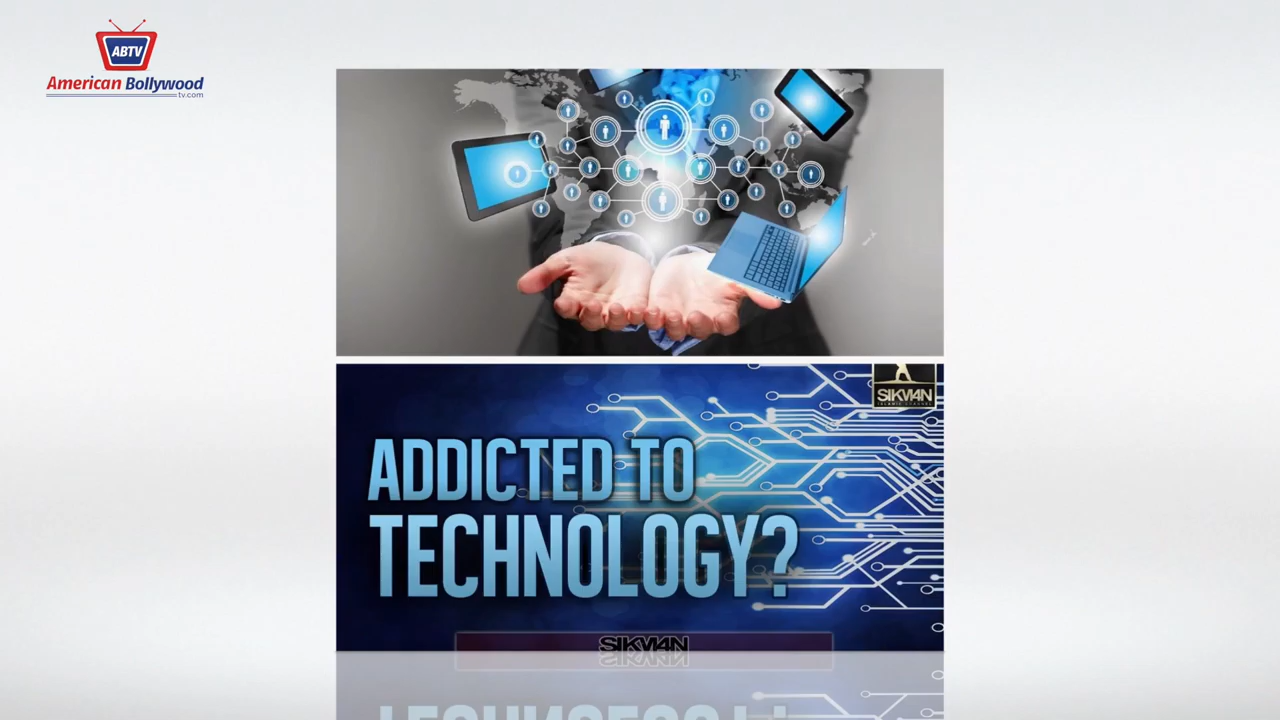 ABTV
American Bollywood
tv.com
SIKVIAN
ADDICTED TO
TECHNOLOGY?
SIKVIAN